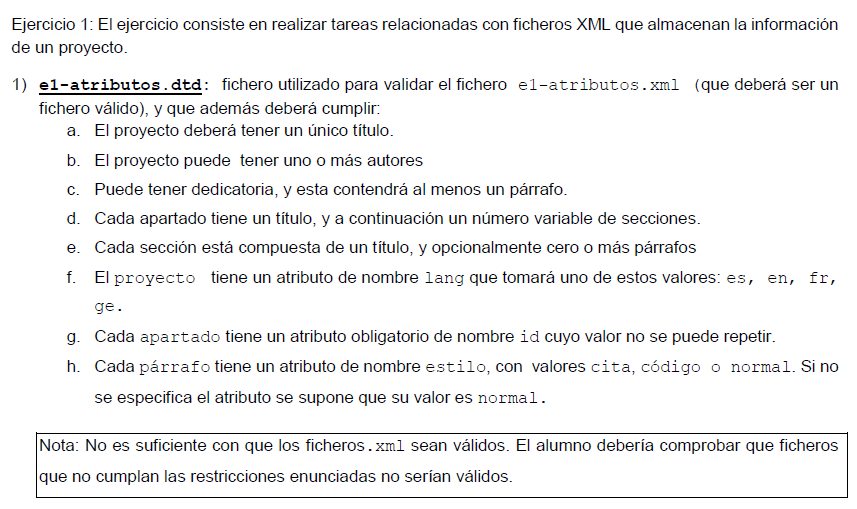 Ejercicio 1: El ejercicio consiste en realizar tareas relacionadas con ficheros XML que almacenan la información
de un proyecto.
1) e1-atributos.dtd: fichero utilizado para validar el fichero e1-atributos.xml (que deberá ser un
fichero válido), y que además deberá cumplir:
a. El proyecto deberá tener un único título.
b. El proyecto puede tener uno o más autores
c. Puede tener dedicatoria, y esta contendrá al menos un párrafo.
d. Cada apartado tiene un título, y a continuación un número variable de secciones.
e. Cada sección está compuesta de un título, y opcionalmente cero o más párrafos
f. El proyecto tiene un atributo de nombre lang que tomará uno de estos valores: es, en, fr,
ge.
g. Cada apartado tiene un atributo obligatorio de nombre id cuyo valor no se puede repetir.
h. Cada párrafo tiene un atributo de nombre estilo, con valores cita, código o normal. Si no
se especifica el atributo se supone que su valor es normal.
Nota: No es suficiente con que los ficheros.xml sean válidos. El alumno debería comprobar que ficheros
que no cumplan las restricciones enunciadas no serían válidos.